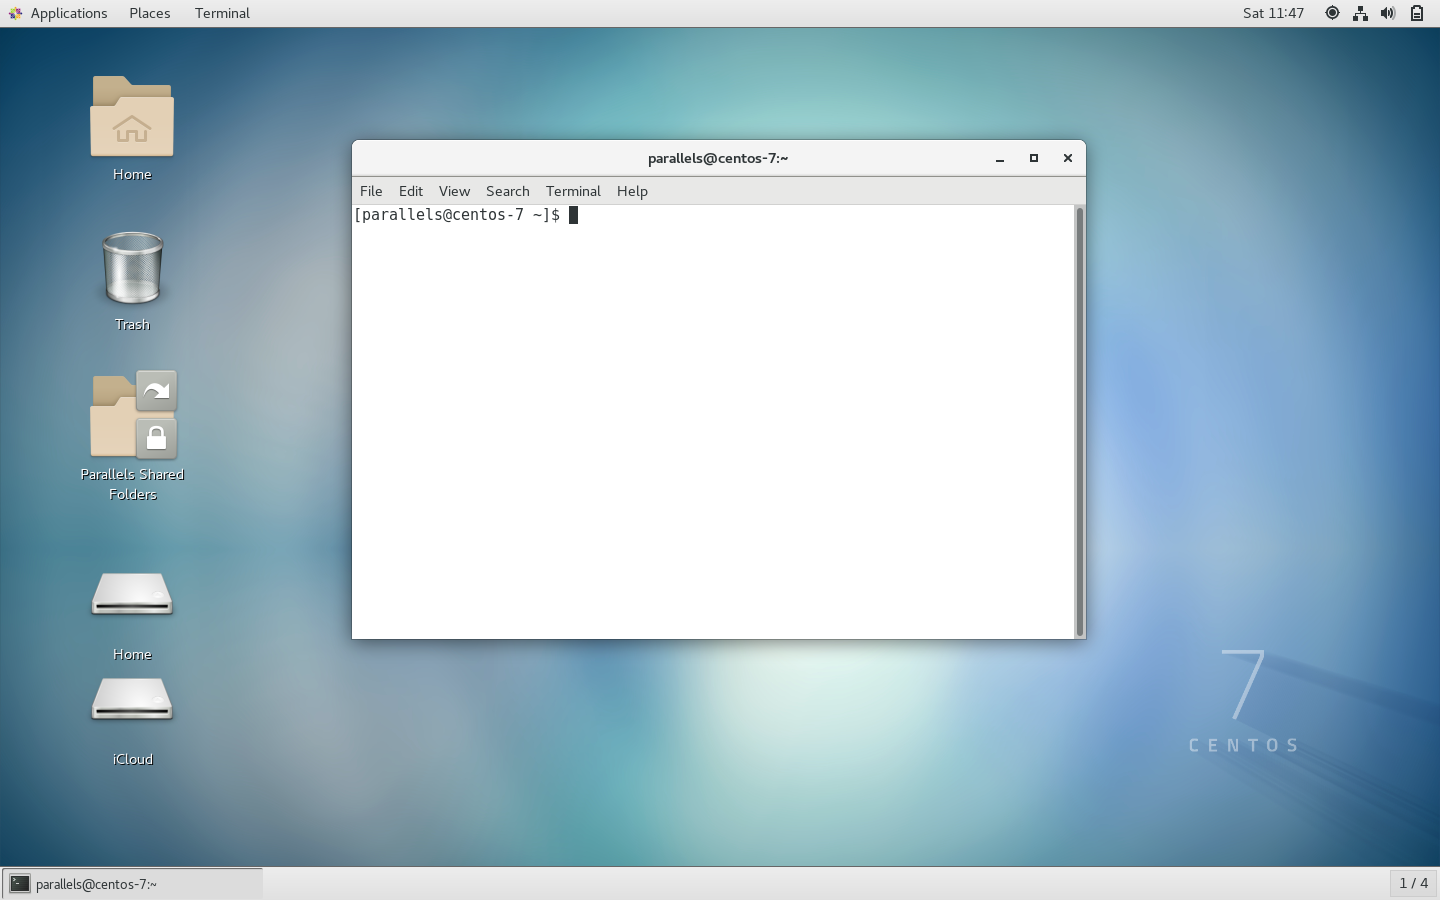 Applications Places Terminal Sat 11:47
Home
Trash
Parallels Shared
Folders
Home
iCloud
parallels@centos-7:~
File Edit View Search Terminal Help
[parallels@centos-7 ~]$
7
CENTOS
parallels@centos-7:~ 1 / 4